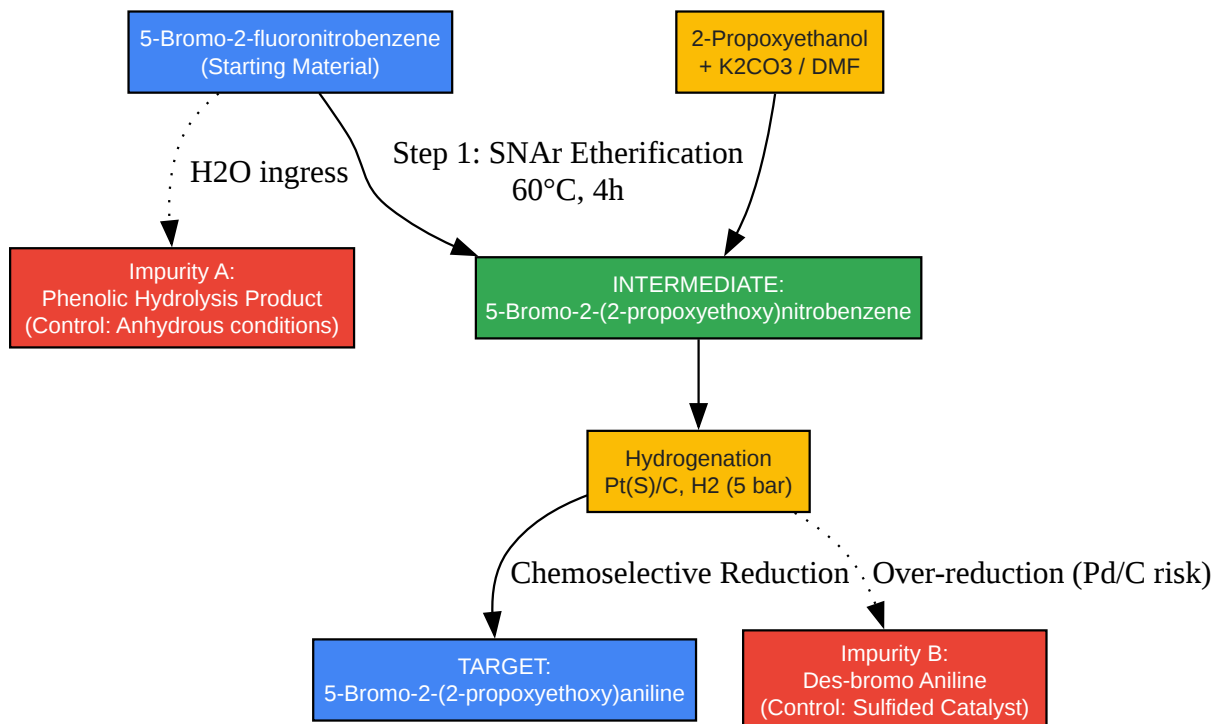 5-Bromo-2-fluoronitrobenzene
(Starting Material)
2-Propoxyethanol
+ K2CO3 / DMF
H2O ingress
Step 1: SNAr Etherification
60°C, 4h
Impurity A:
Phenolic Hydrolysis Product
(Control: Anhydrous conditions)
INTERMEDIATE:
5-Bromo-2-(2-propoxyethoxy)nitrobenzene
Hydrogenation
Pt(S)/C, H2 (5 bar)
Chemoselective Reduction
Over-reduction (Pd/C risk)
TARGET:
5-Bromo-2-(2-propoxyethoxy)aniline
Impurity B:
Des-bromo Aniline
(Control: Sulfided Catalyst)